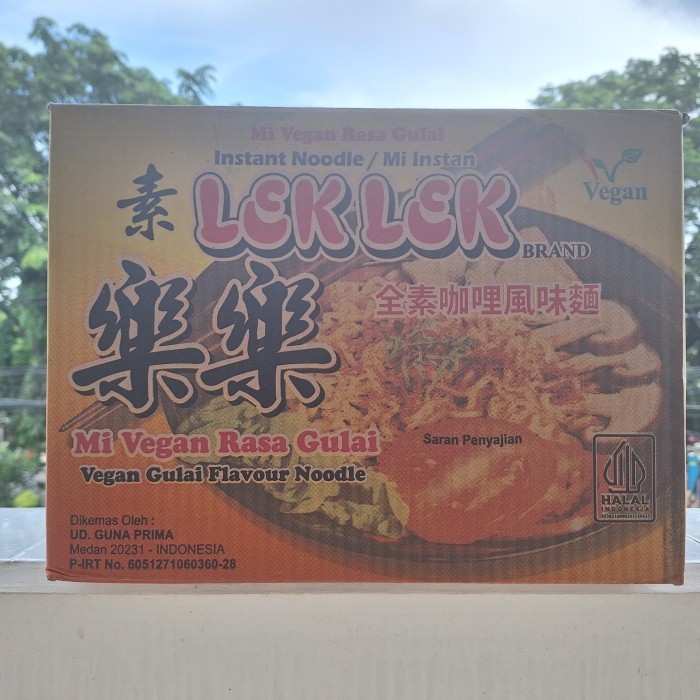 Mi Vegan Rasa Gulai
Instant Noodle / Mi Instan
素
LEK LEK
BRAND
Vegan
樂樂
全素咖哩風味麵
Mi Vegan Rasa Gulai
Vegan Gulai Flavour Noodle
Saran Penyajian
HALAL
INDONESIA
Dikemas Oleh :
UD. GUNA PRIMA
Medan 20231 - INDONESIA
P-IRT No. 6051271060360-28